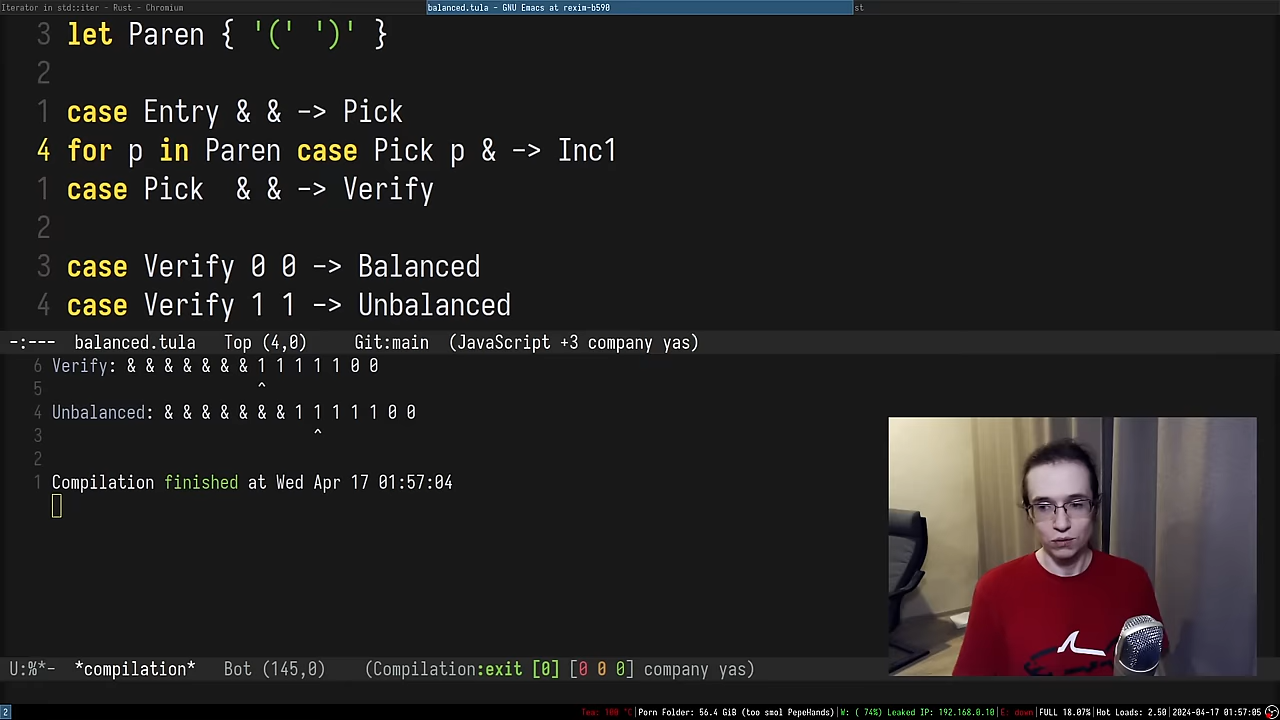 Iterator in std::iter - Rust - Chromium
balanced.tula - GNU Emacs at rexim-b590
st
3 let Paren { '(' ')' }
2
1 case Entry & & -> Pick
4 for p in Paren case Pick p & -> Inc1
1 case Pick & & -> Verify
2
3 case Verify 0 0 -> Balanced
4 case Verify 1 1 -> Unbalanced
-:--- balanced.tula Top (4,0) Git:main (JavaScript +3 company yas)
6 Verify: & & & & & & & 1 1 1 1 1 0 0
5 ^
4 Unbalanced: & & & & & & & 1 1 1 1 1 0 0
3 ^
2
1 Compilation finished at Wed Apr 17 01:57:04
U:%*- *compilation* Bot (145,0) (Compilation:exit [0] [0 0 0] company yas)
2
Tea: 100 °C|Porn Folder: 56.4 GiB (too smol PepeHands)|W: ( 74%) Leaked IP: 192.168.0.10|E: down|FULL 18.07%|Hot Loads: 2.50|2024-04-17 01:57:05